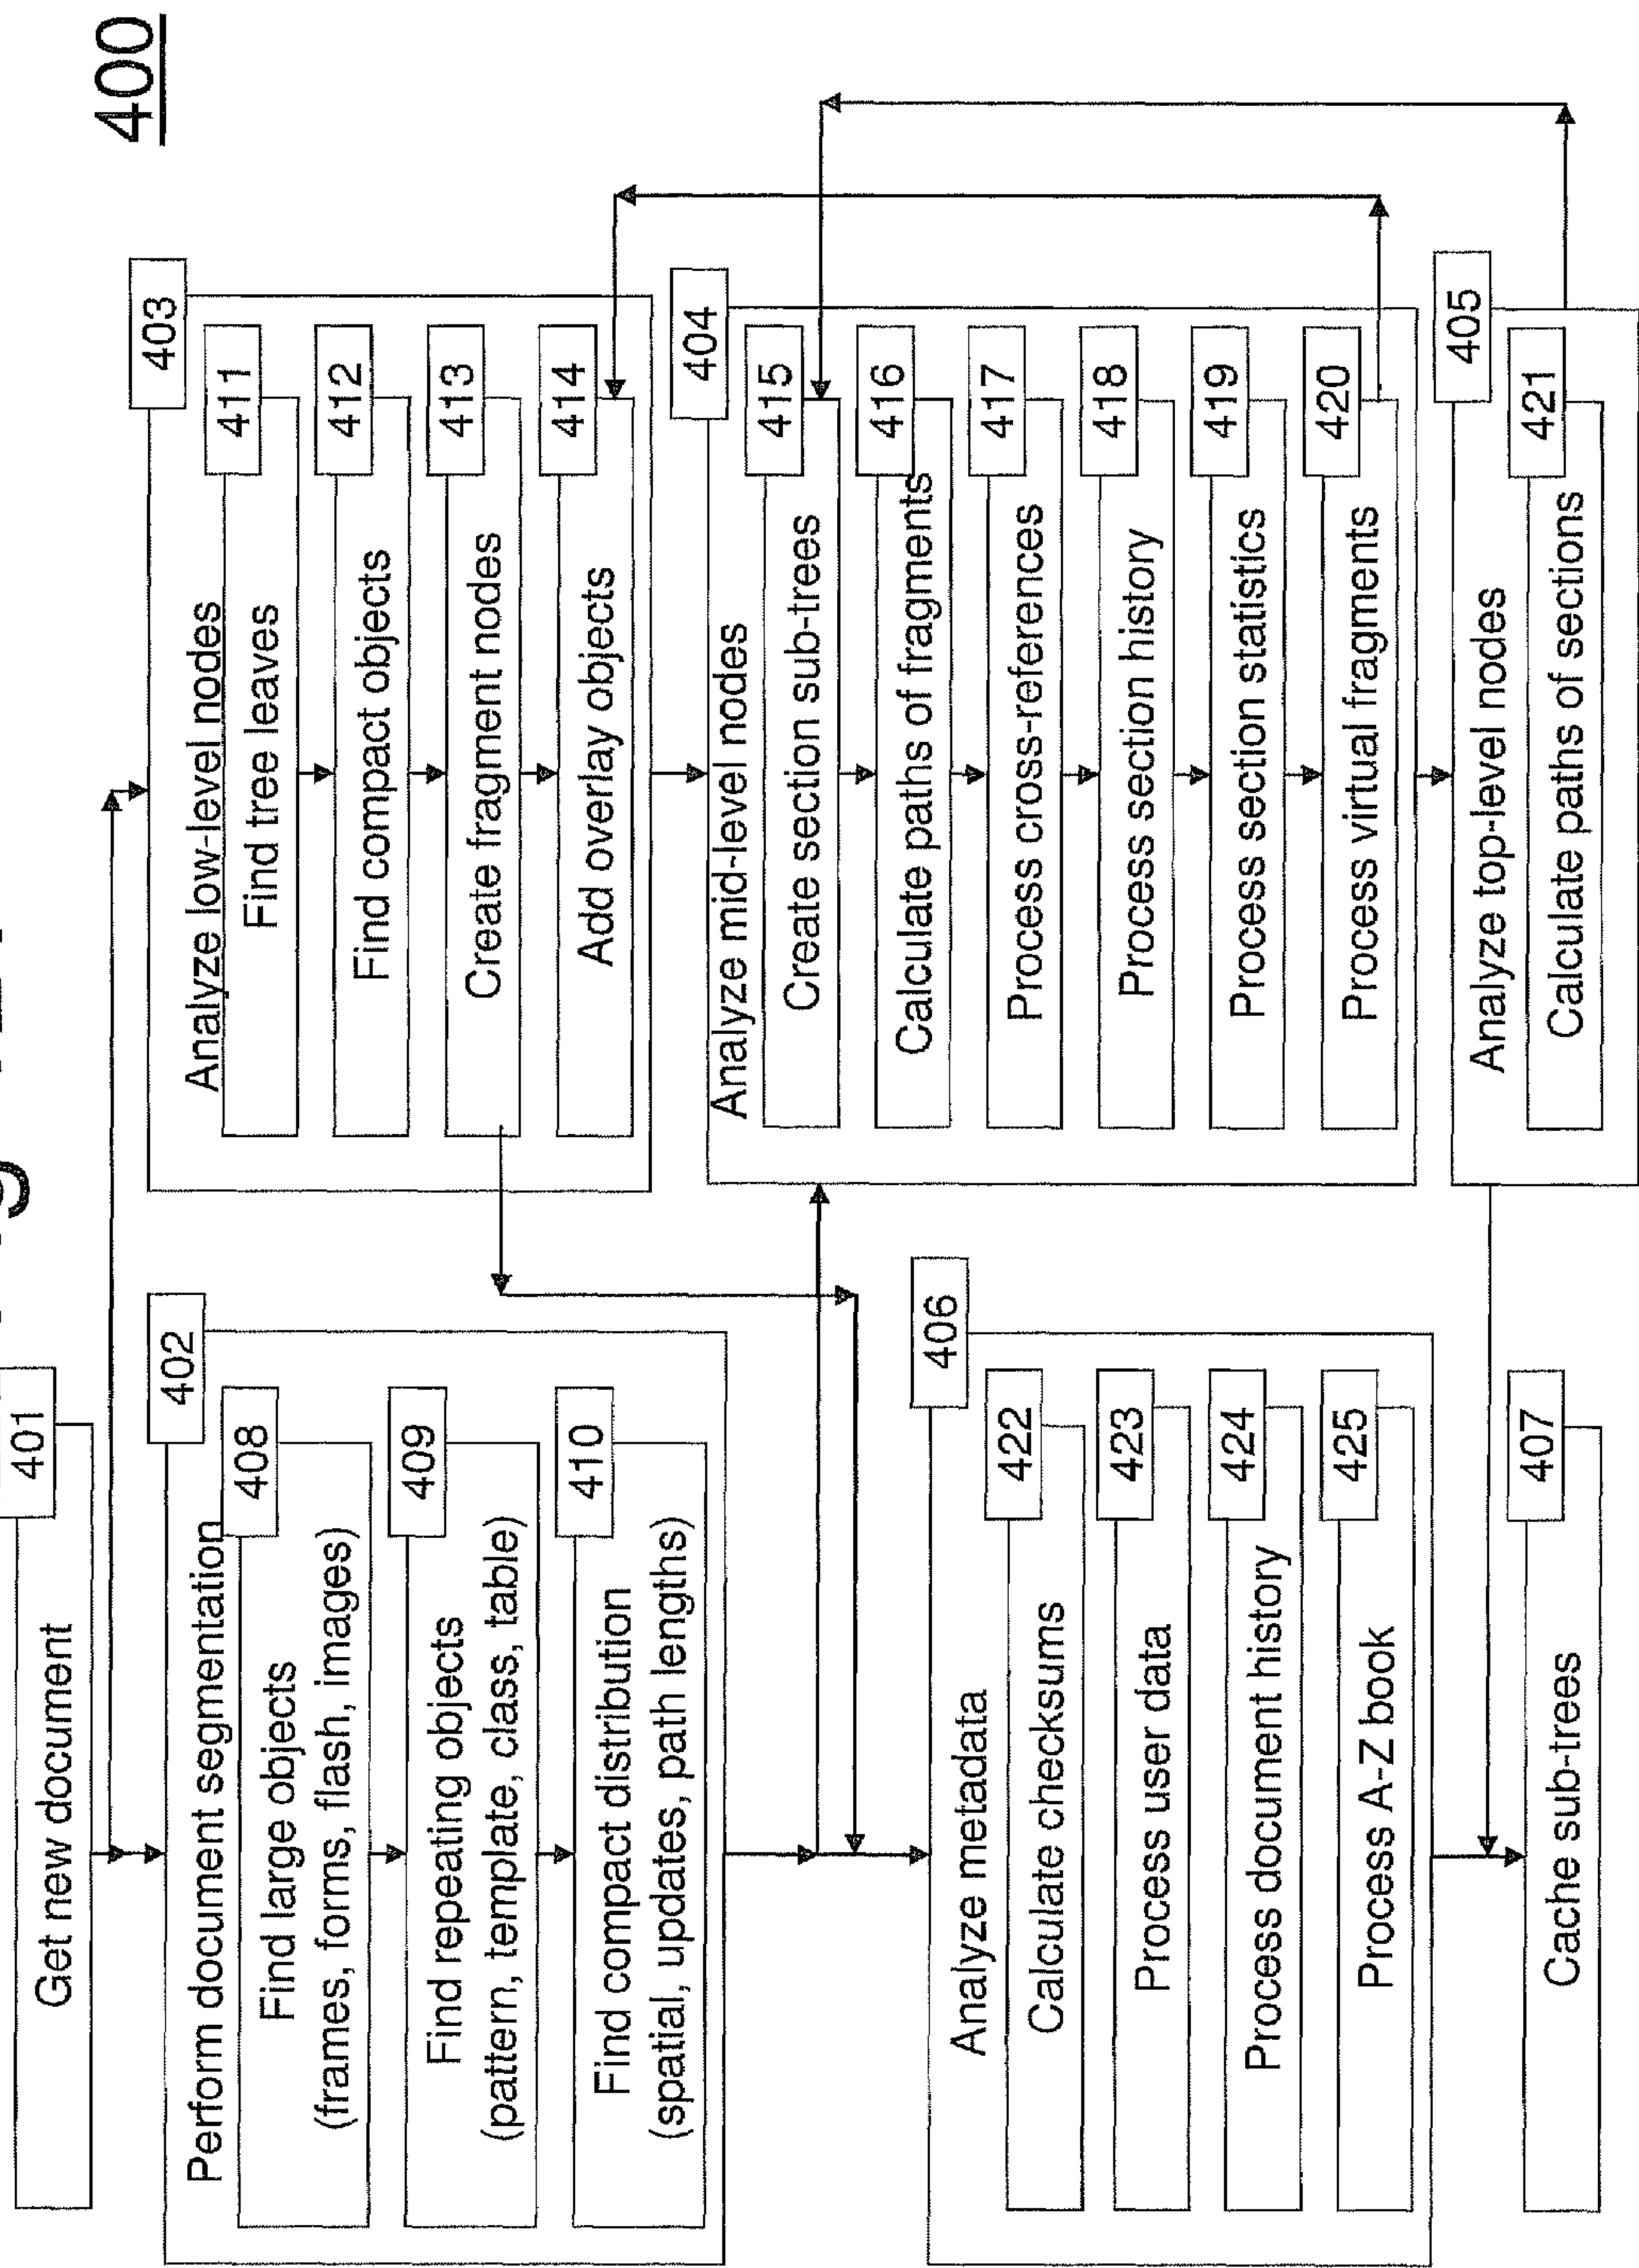 400
401
Get new document
402
Perform document segmentation
408
Find large objects
(frames, forms, flash, images)
409
Find repeating objects
(pattern, template, class, table)
410
Find compact distribution
(spatial, updates, path lengths)
403
Analyze low-level nodes
411
Find tree leaves
412
Find compact objects
413
Create fragment nodes
414
Add overlay objects
404
Analyze mid-level nodes
415
Create section sub-trees
416
Calculate paths of fragments
417
Process cross-references
418
Process section history
419
Process section statistics
420
Process virtual fragments
405
Analyze top-level nodes
421
Calculate paths of sections
406
Analyze metadata
422
Calculate checksums
423
Process user data
424
Process document history
425
Process A-Z book
407
Cache sub-trees